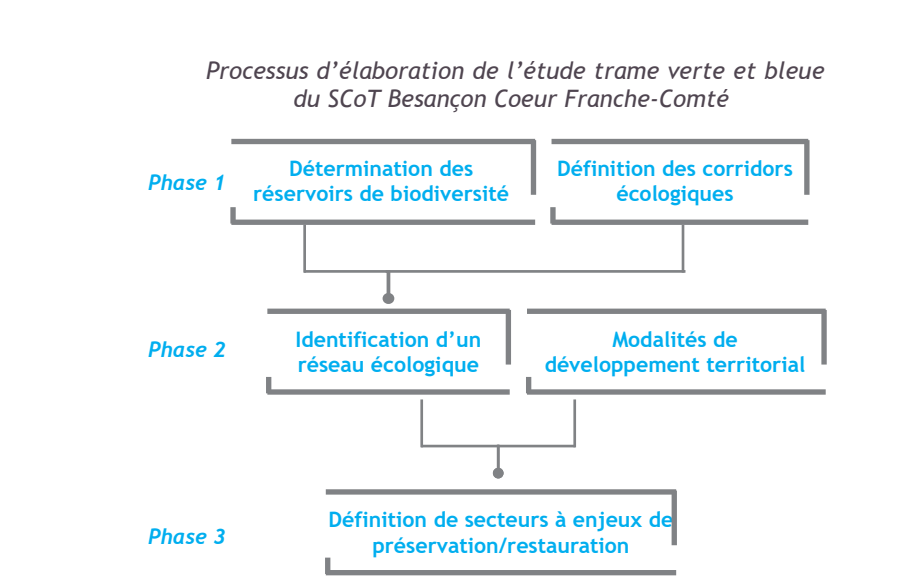 Processus d’élaboration de l’étude trame verte et bleue
du SCoT Besançon Coeur Franche-Comté
Phase 1
Détermination des
réservoirs de biodiversité
Définition des corridors
écologiques
Phase 2
Identification d’un
réseau écologique
Modalités de
développement territorial
Phase 3
Définition de secteurs à enjeux de
préservation/restauration